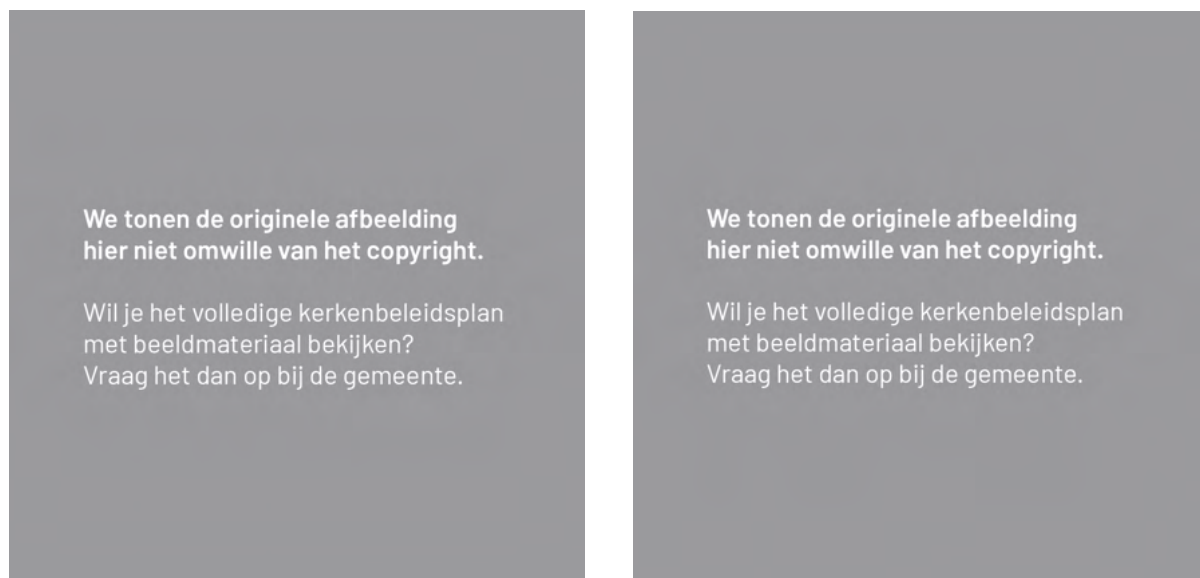 We tonen de originele afbeelding
hier niet omwille van het copyright.
Wil je het volledige kerkenbeleidsplan
met beeldmateriaal bekijken?
Vraag het dan op bij de gemeente.
We tonen de originele afbeelding
hier niet omwille van het copyright.
Wil je het volledige kerkenbeleidsplan
met beeldmateriaal bekijken?
Vraag het dan op bij de gemeente.